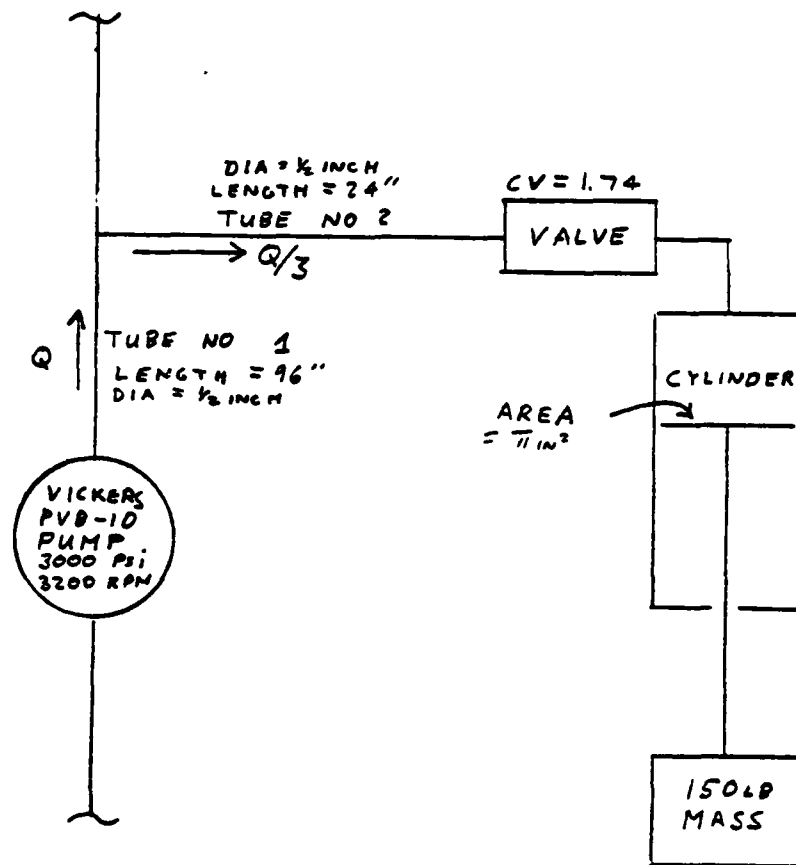 DIA = ½ INCH
LENGTH = 24"
TUBE NO 2
Q/3
CV = 1.74
VALVE
Q
TUBE NO 1
LENGTH = 96"
DIA = ½ INCH
CYLINDER
AREA
= π IN²
VICKERS
PVB-10
PUMP
3000 PSi
3200 RPM
150LB
MASS